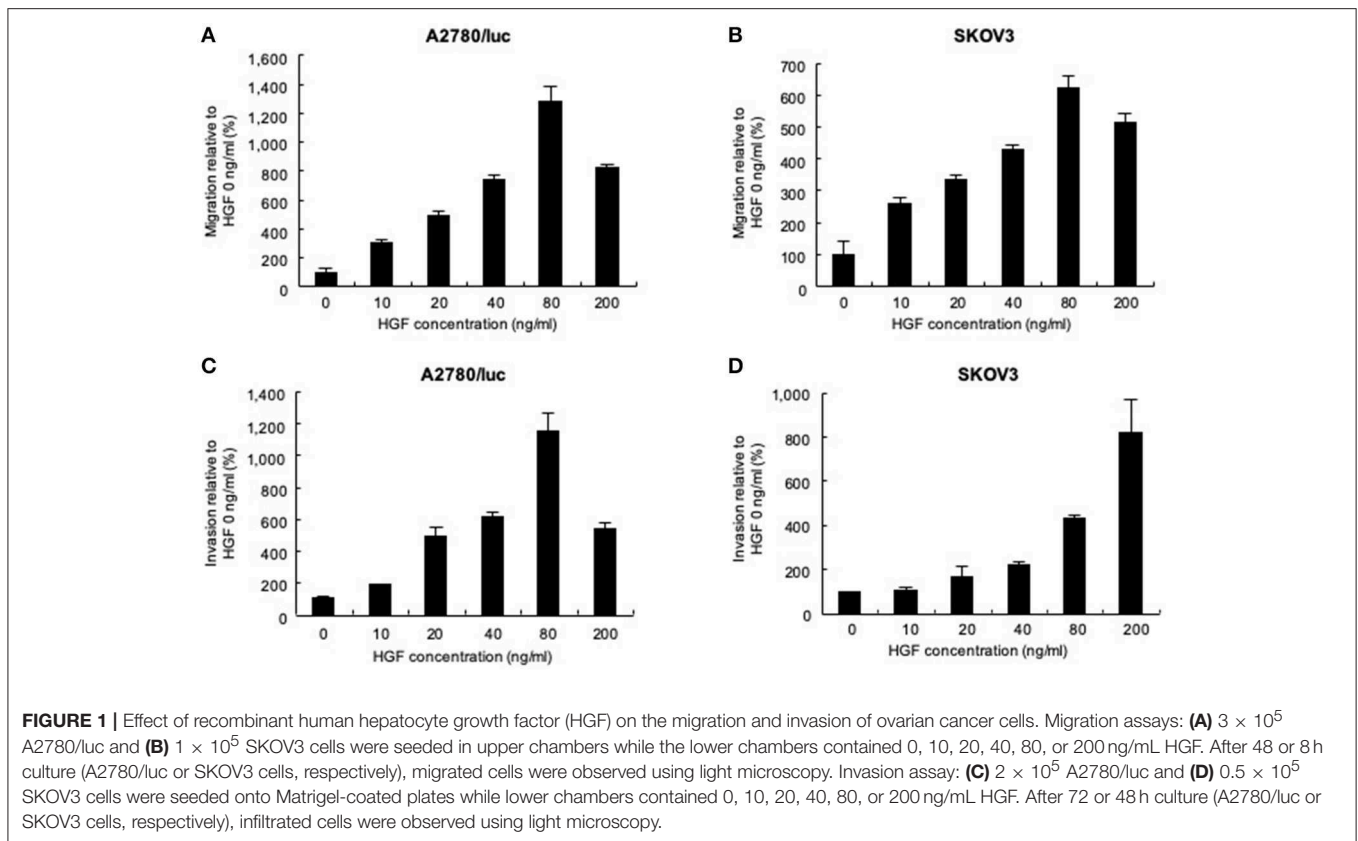 A
A2780/luc
Migration relative to
HGF 0 ng/ml (%)
1,600
1,400
1,200
1,000
800
600
400
200
0
0 10 20 40 80 200
HGF concentration (ng/ml)
B
SKOV3
Migration relative to
HGF 0 ng/ml (%)
700
600
500
400
300
200
100
0
0 10 20 40 80 200
HGF concentration (ng/ml)
C
A2780/luc
Invasion relative to
HGF 0 ng/ml (%)
1,400
1,200
1,000
800
600
400
200
0
0 10 20 40 80 200
HGF concentration (ng/ml)
D
SKOV3
Invasion relative to
HGF 0 ng/ml (%)
1,000
800
600
400
200
0
0 10 20 40 80 200
HGF concentration (ng/ml)
FIGURE 1 | Effect of recombinant human hepatocyte growth factor (HGF) on the migration and invasion of ovarian cancer cells. Migration assays: (A) 3 × 10⁵
A2780/luc and (B) 1 × 10⁵ SKOV3 cells were seeded in upper chambers while the lower chambers contained 0, 10, 20, 40, 80, or 200 ng/mL HGF. After 48 or 8 h
culture (A2780/luc or SKOV3 cells, respectively), migrated cells were observed using light microscopy. Invasion assay: (C) 2 × 10⁵ A2780/luc and (D) 0.5 × 10⁵
SKOV3 cells were seeded onto Matrigel-coated plates while lower chambers contained 0, 10, 20, 40, 80, or 200 ng/mL HGF. After 72 or 48 h culture (A2780/luc or
SKOV3 cells, respectively), infiltrated cells were observed using light microscopy.